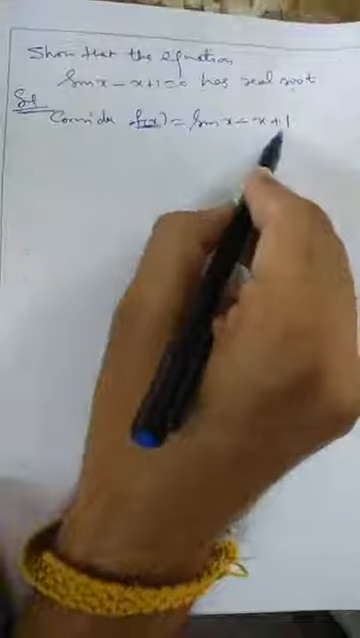 Show that the equation
Sin x - x + 1 = 0 has real root
Sol
Consider f(x) = Sin x - x + 1